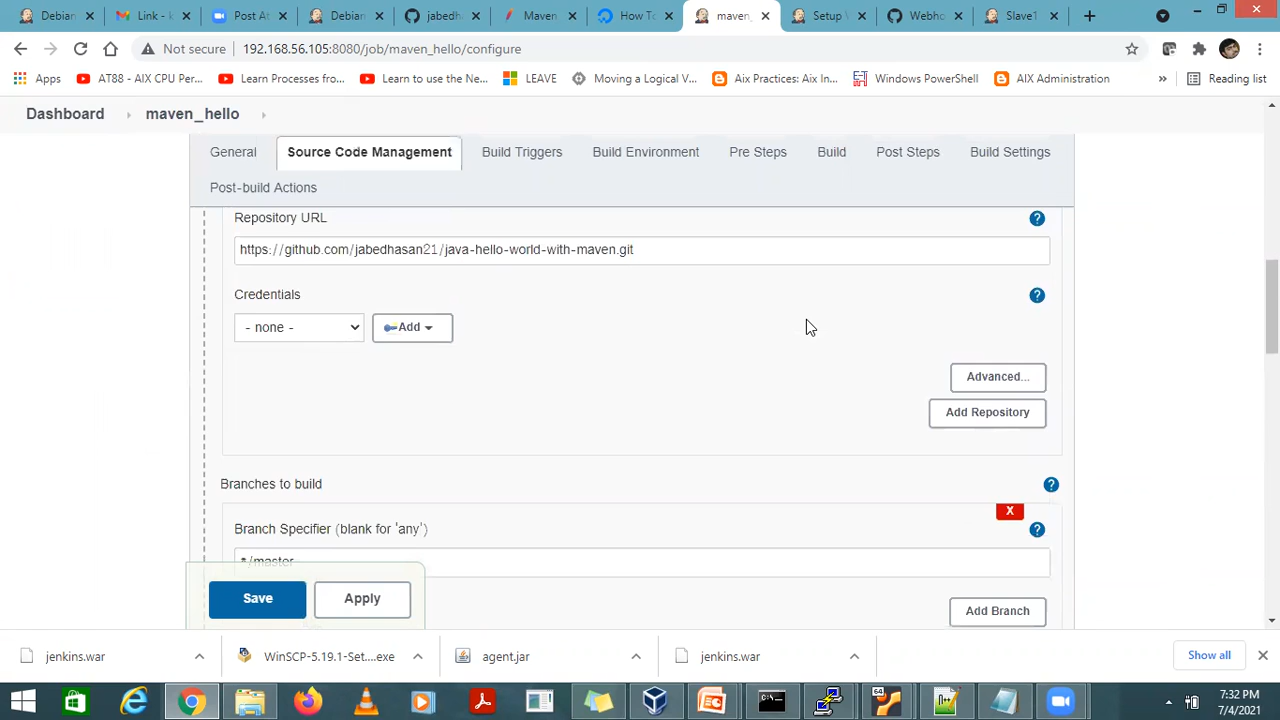 Debian
Link - k
Post At
Debian
jabedh
Maven
How To
maven_
Setup
Webho
Slave1
Not secure
192.168.56.105:8080/job/maven_hello/configure
Apps
AT88 - AIX CPU Per...
Learn Processes fro...
Learn to use the Ne...
LEAVE
Moving a Logical V...
Aix Practices: Aix In...
Windows PowerShell
AIX Administration
»
Reading list
Dashboard
maven_hello
General
Source Code Management
Build Triggers
Build Environment
Pre Steps
Build
Post Steps
Build Settings
Post-build Actions
Repository URL
https://github.com/jabedhasan21/java-hello-world-with-maven.git
Credentials
- none -
Add
Advanced...
Add Repository
Branches to build
X
Branch Specifier (blank for 'any')
*/master
Save
Apply
Add Branch
jenkins.war
WinSCP-5.19.1-Set....exe
agent.jar
jenkins.war
Show all
7:32 PM
7/4/2021